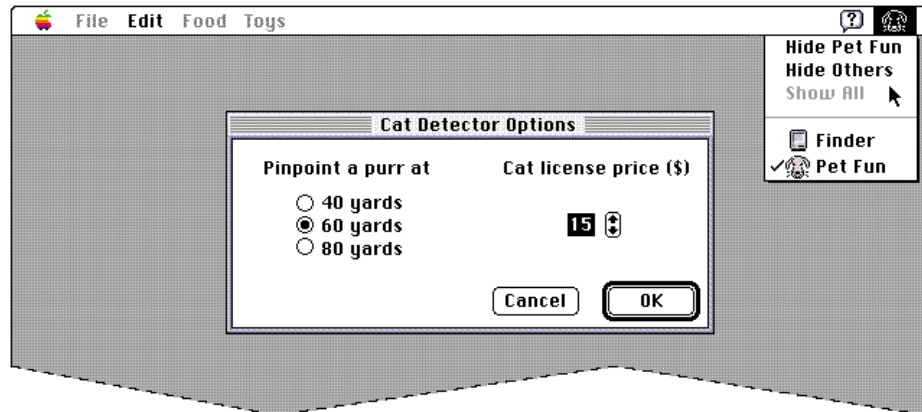 File Edit Food Toys
Hide Pet Fun
Hide Others
Show All
Finder
Pet Fun
Cat Detector Options
Pinpoint a purr at
40 yards
60 yards
80 yards
Cat license price ($)
15
Cancel OK